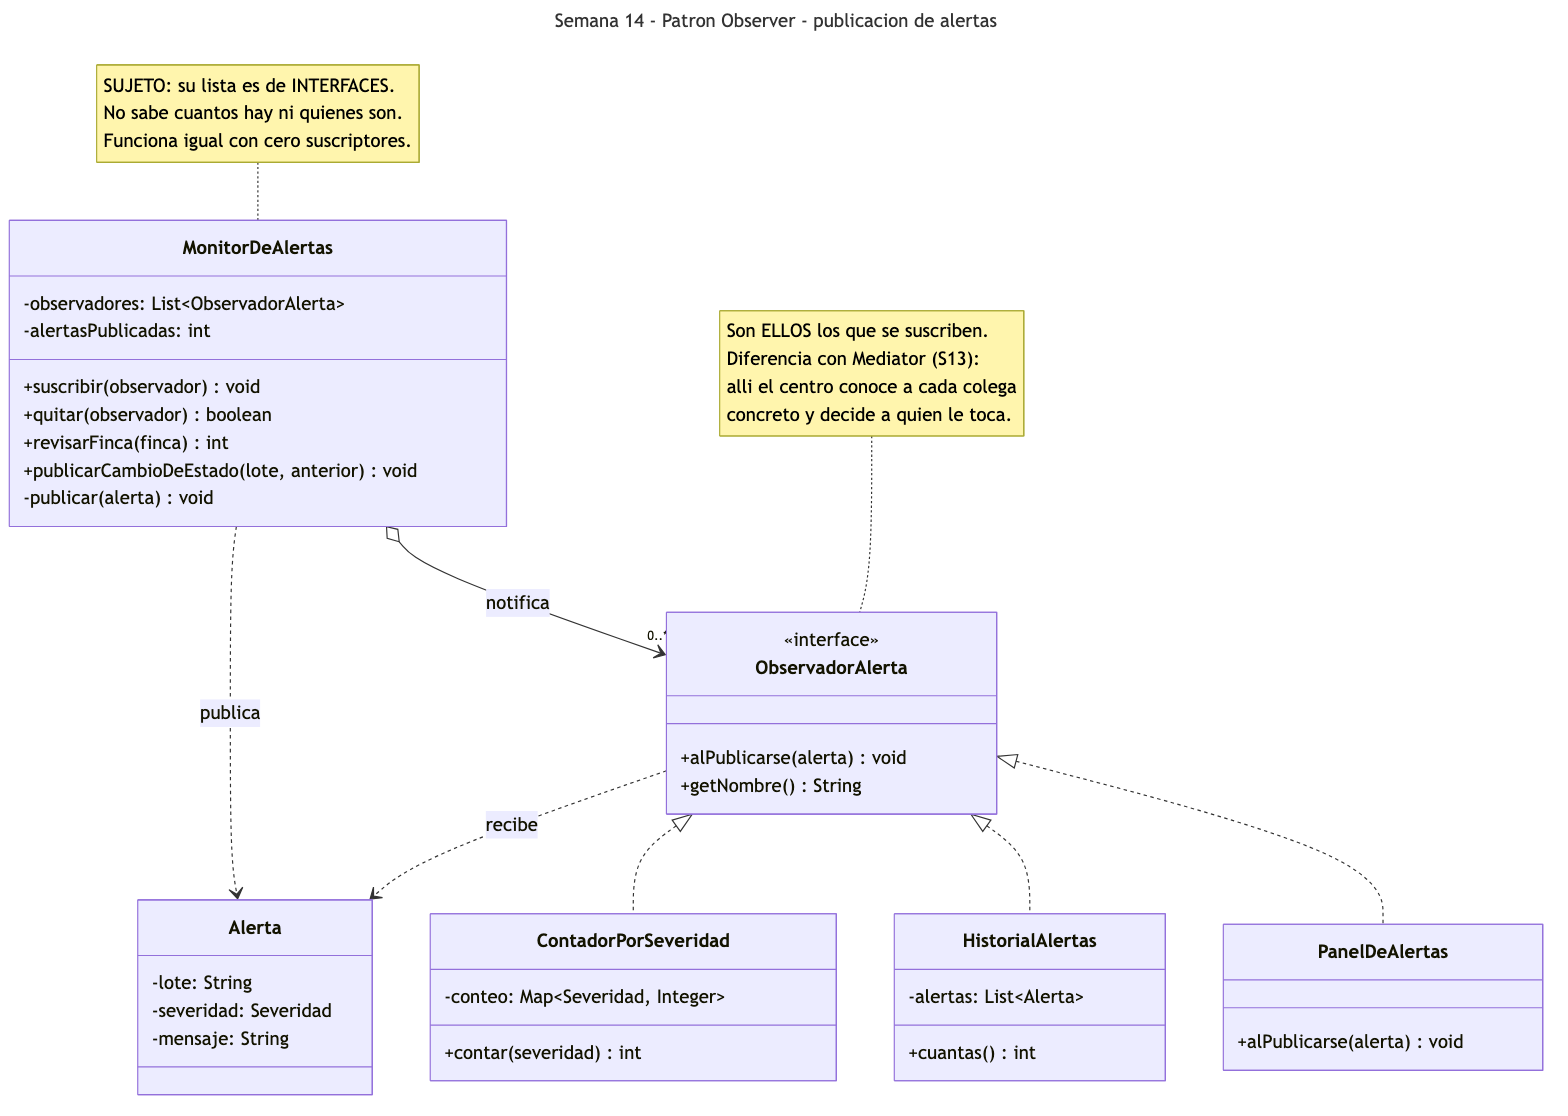 Semana 14 - Patron Observer - publicacion de alertas
SUJETO: su lista es de INTERFACES.
No sabe cuantos hay ni quienes son.
Funciona igual con cero suscriptores.
MonitorDeAlertas
-observadores: List<ObservadorAlerta>
-alertasPublicadas: int
+suscribir(observador) : void
+quitar(observador) : boolean
+revisarFinca(finca) : int
+publicarCambioDeEstado(lote, anterior) : void
-publicar(alerta) : void
Son ELLOS los que se suscriben.
Diferencia con Mediator (S13):
alli el centro conoce a cada colega
concreto y decide a quien le toca.
notifica
0..
«interface»
ObservadorAlerta
+alPublicarse(alerta) : void
+getNombre() : String
publica
recibe
Alerta
-lote: String
-severidad: Severidad
-mensaje: String
ContadorPorSeveridad
-conteo: Map<Severidad, Integer>
+contar(severidad) : int
HistorialAlertas
-alertas: List<Alerta>
+cuantas() : int
PanelDeAlertas
+alPublicarse(alerta) : void